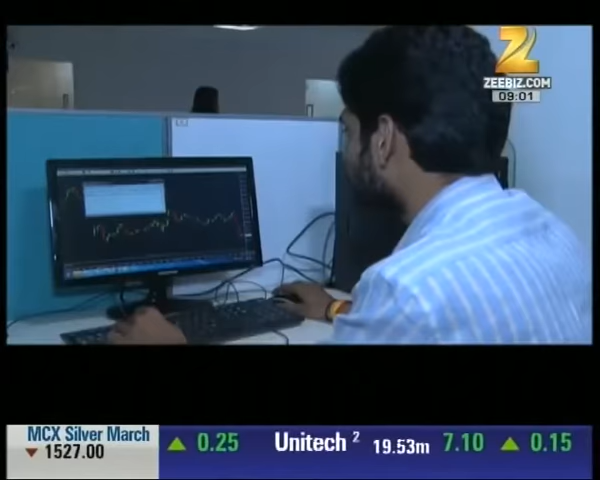 ZEEBIZ.COM
09:01
MCX Silver March
▼ 1527.00
▲ 0.25 Unitech 2 19.53m 7.10 ▲ 0.15